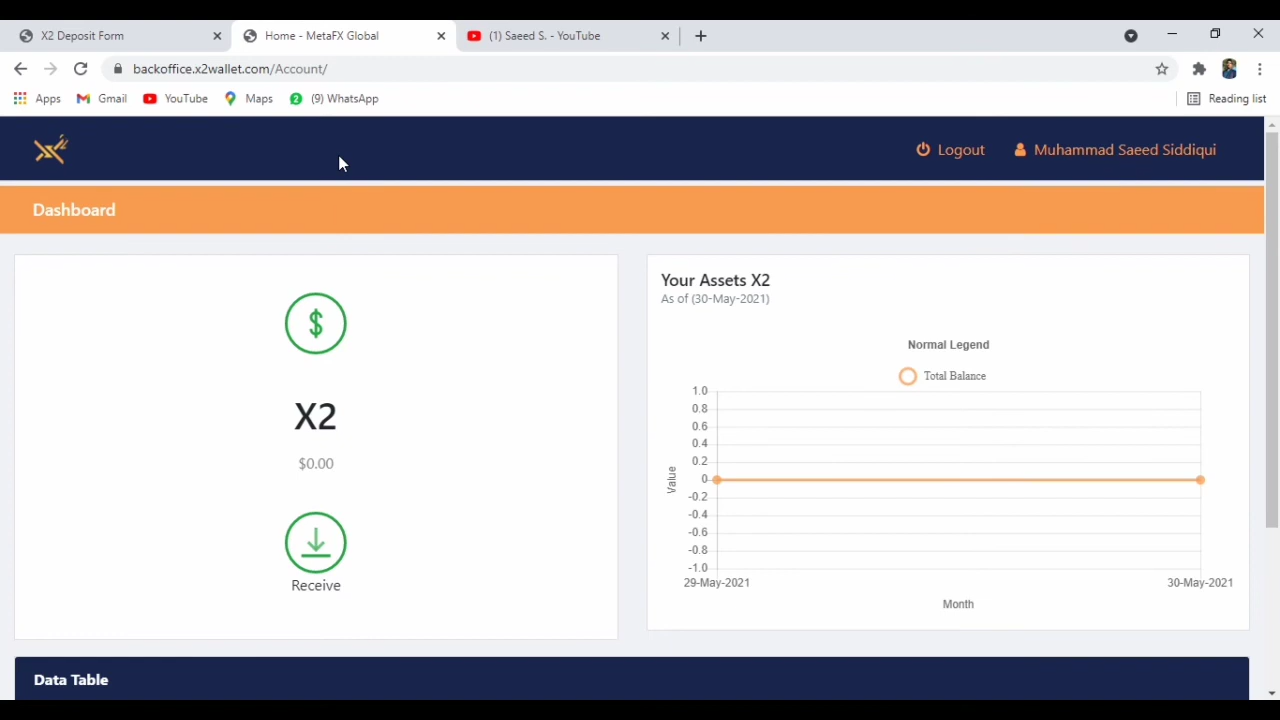 X2 Deposit Form
Home - MetaFX Global
(1) Saeed S. - YouTube
backoffice.x2wallet.com/Account/
Apps
Gmail
YouTube
Maps
2
(9) WhatsApp
Reading list
Logout
Muhammad Saeed Siddiqui
Dashboard
$
X2
$0.00
Receive
Your Assets X2
As of (30-May-2021)
Normal Legend
Total Balance
1.0
0.8
0.6
0.4
0.2
0
-0.2
-0.4
-0.6
-0.8
-1.0
Value
29-May-2021
30-May-2021
Month
Data Table